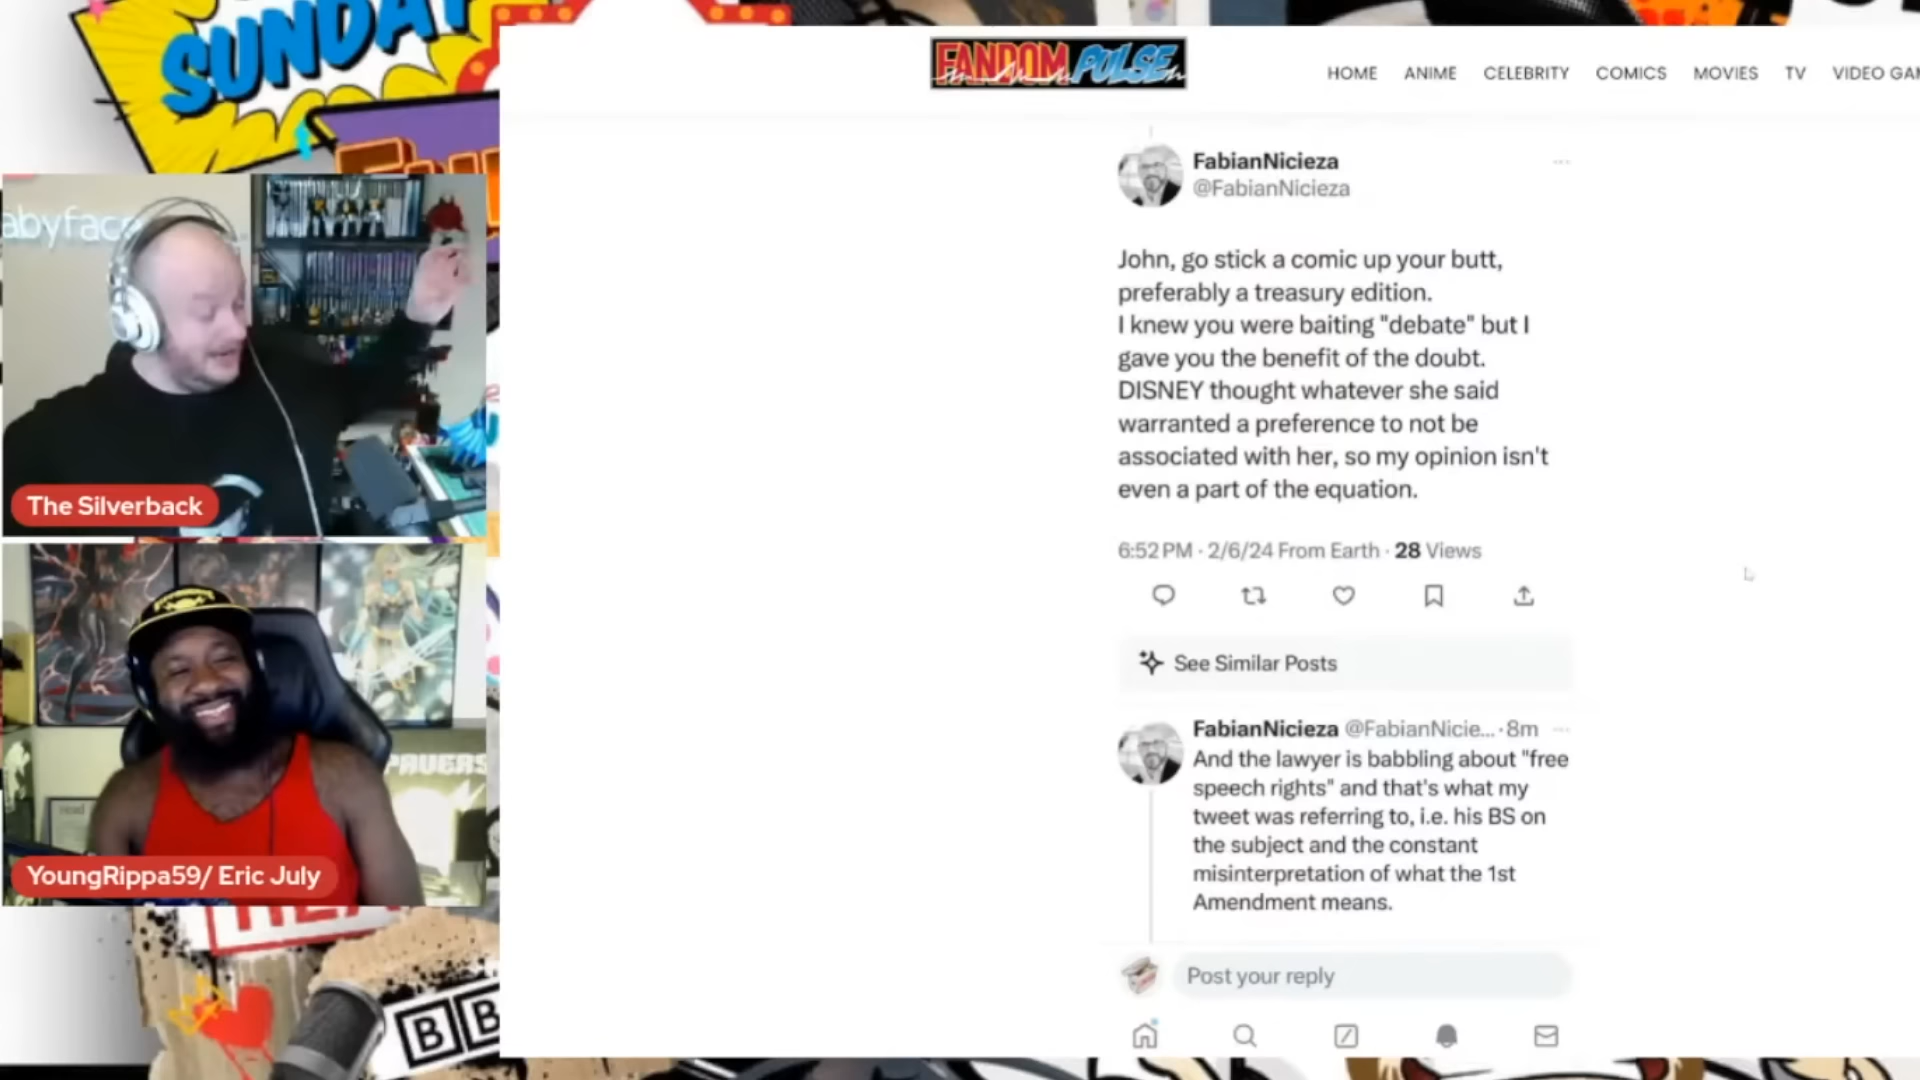 SUNDAY
FANDOM PULSE
HOME ANIME CELEBRITY COMICS MOVIES TV VIDEO GAM
FabianNicieza
@FabianNicieza
John, go stick a comic up your butt,
preferably a treasury edition.
I knew you were baiting "debate" but I
gave you the benefit of the doubt.
DISNEY thought whatever she said
warranted a preference to not be
associated with her, so my opinion isn't
even a part of the equation.
6:52 PM · 2/6/24 From Earth · 28 Views
See Similar Posts
FabianNicieza @FabianNicie... · 8m
And the lawyer is babbling about "free
speech rights" and that's what my
tweet was referring to, i.e. his BS on
the subject and the constant
misinterpretation of what the 1st
Amendment means.
Post your reply
abyface
The Silverback
YoungRippa59/ Eric July
BB